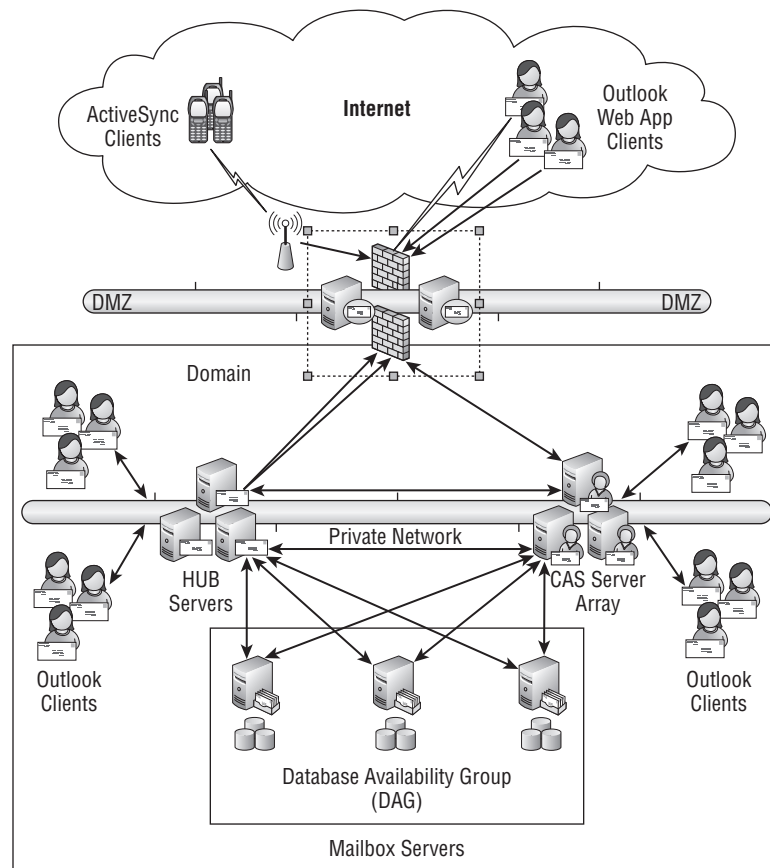 ActiveSync
Clients
Internet
Outlook
Web App
Clients
DMZ
DMZ
Domain
Private Network
HUB
Servers
CAS Server
Array
Outlook
Clients
Outlook
Clients
Database Availability Group
(DAG)
Mailbox Servers